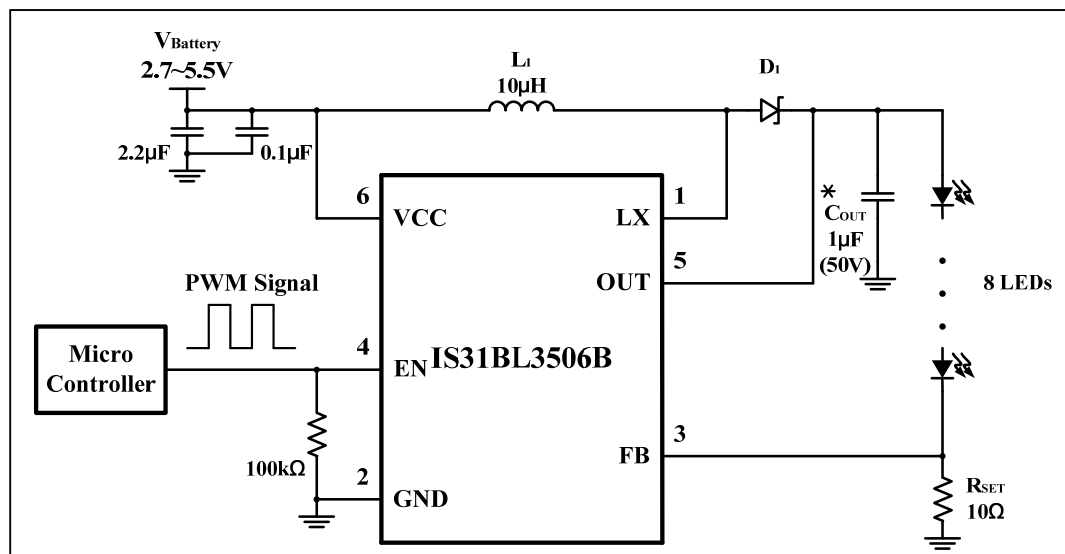 VBattery
2.7~5.5V
L1
10µH
D1
2.2µF
0.1µF
6
VCC
1
LX
*
COUT
1µF
(50V)
5
OUT
8 LEDs
PWM Signal
Micro
Controller
4
EN
IS31BL3506B
100kΩ
3
FB
2
GND
RSET
10Ω